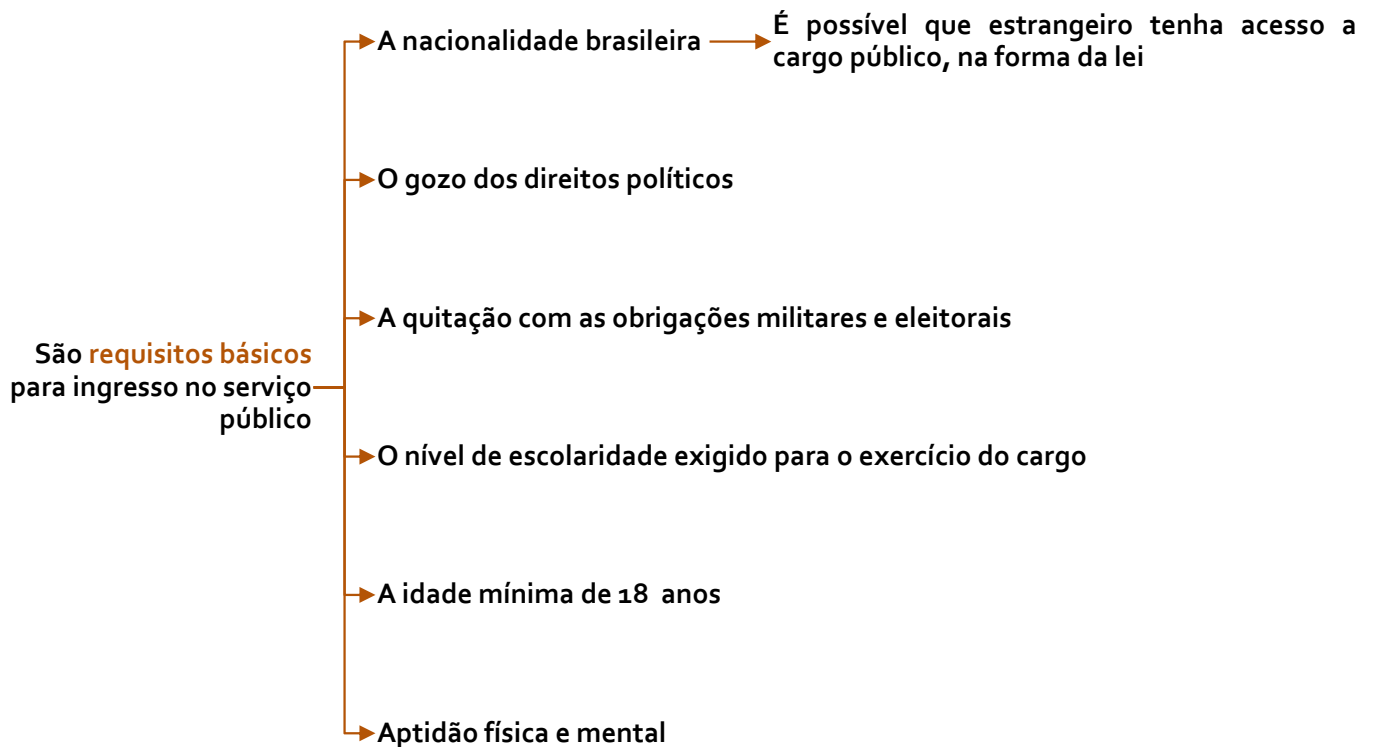 São requisitos básicos
para ingresso no serviço
público
A nacionalidade brasileira
É possível que estrangeiro tenha acesso a
cargo público, na forma da lei
O gozo dos direitos políticos
A quitação com as obrigações militares e eleitorais
O nível de escolaridade exigido para o exercício do cargo
A idade mínima de 18 anos
Aptidão física e mental